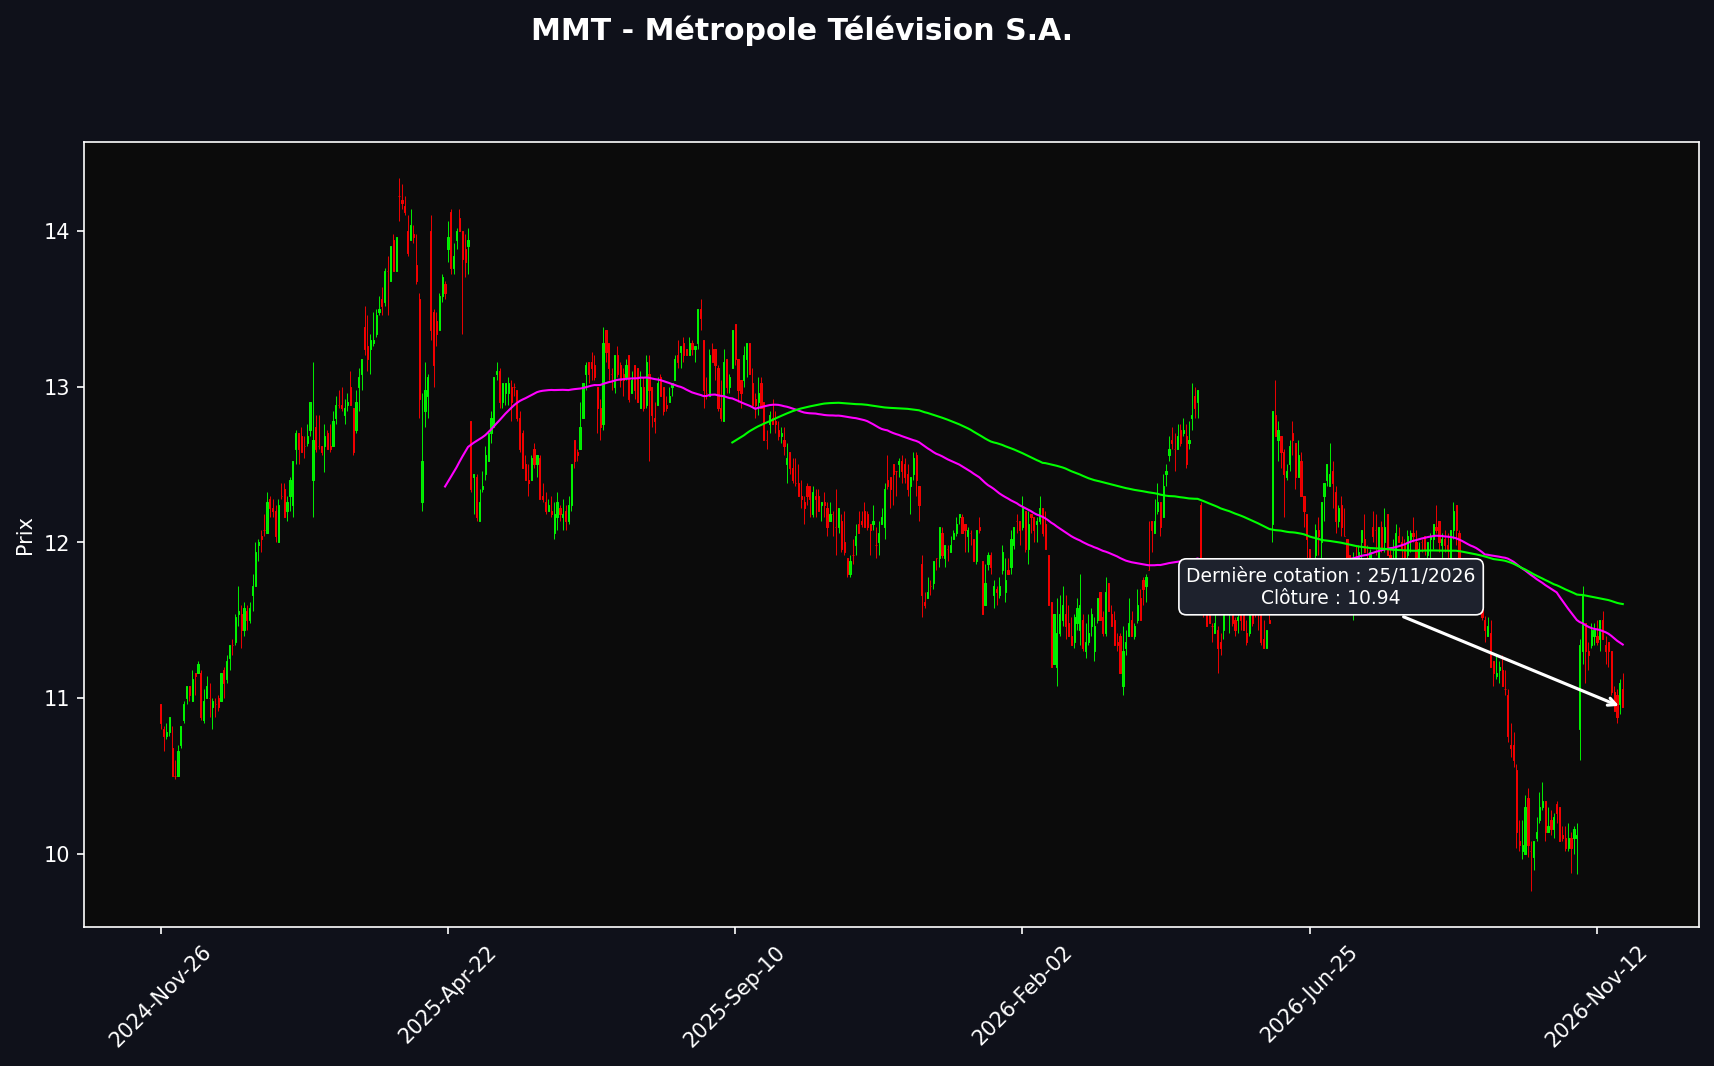 MMT - Métropole Télévision S.A.
Prix
14
13
12
11
10
Dernière cotation : 25/11/2026
Clôture : 10.94
2024-Nov-26
2025-Apr-22
2025-Sep-10
2026-Feb-02
2026-Jun-25
2026-Nov-12